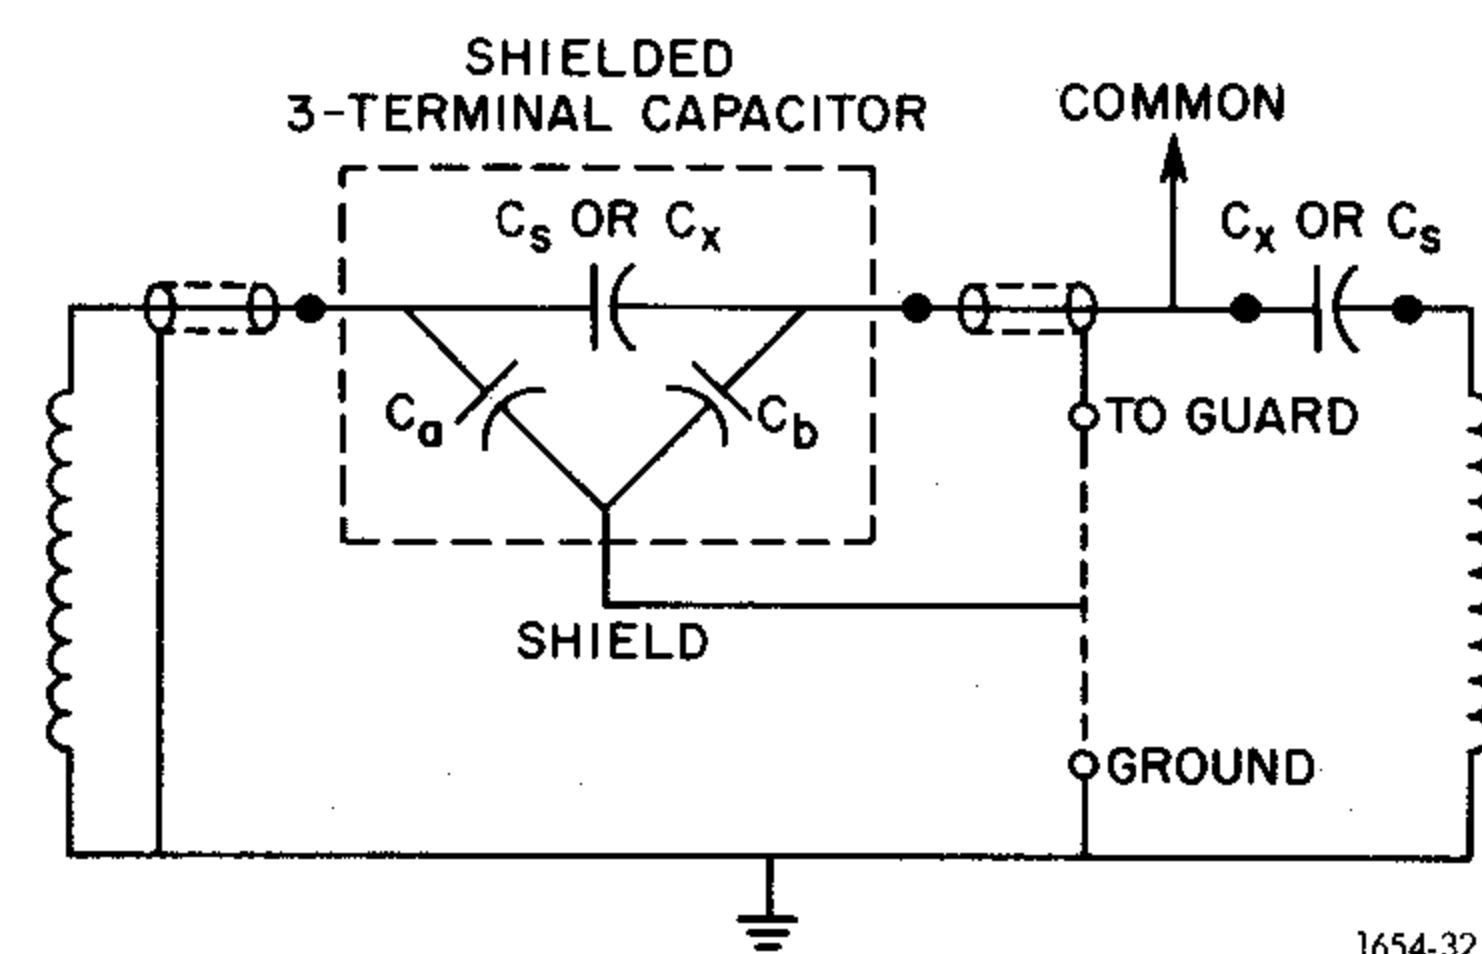 SHIELDED
3-TERMINAL CAPACITOR
COMMON
Cs OR Cx
Cx OR Cs
Ca
Cb
TO GUARD
SHIELD
GROUND
1654-32